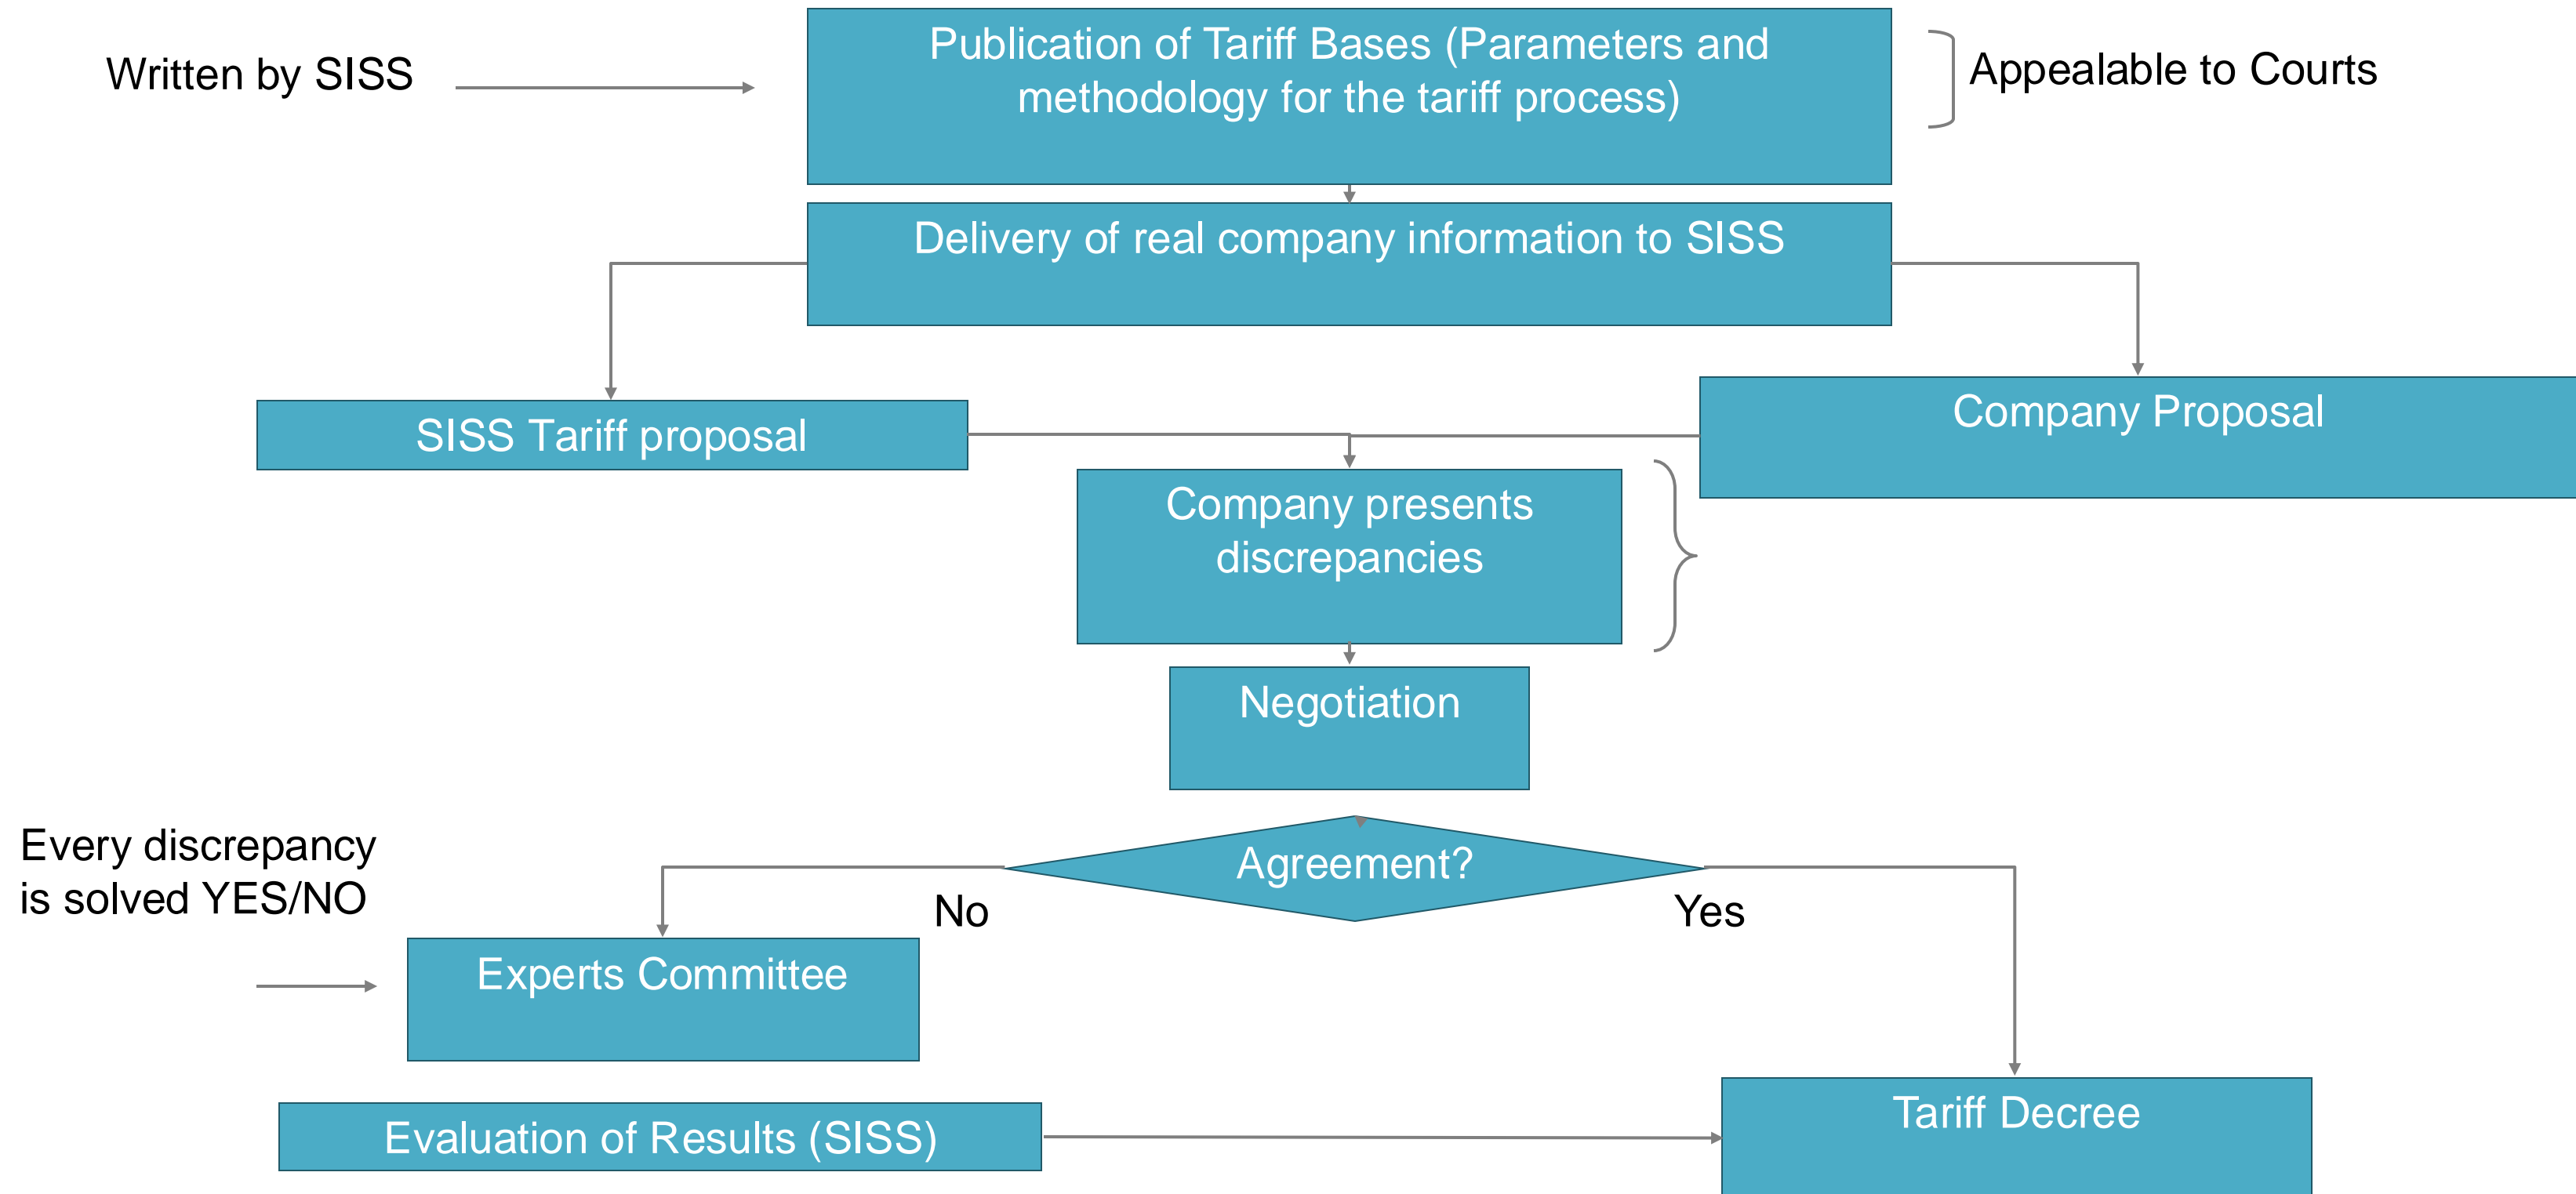 Publication of Tariff Bases (Parameters and
methodology for the tariff process)
Written by SISS
Appealable to Courts
Delivery of real company information to SISS
SISS Tariff proposal
Company Proposal
Company presents
discrepancies
Negotiation
Every discrepancy
is solved YES/NO
Agreement?
No
Yes
Experts Committee
Evaluation of Results (SISS)
Tariff Decree